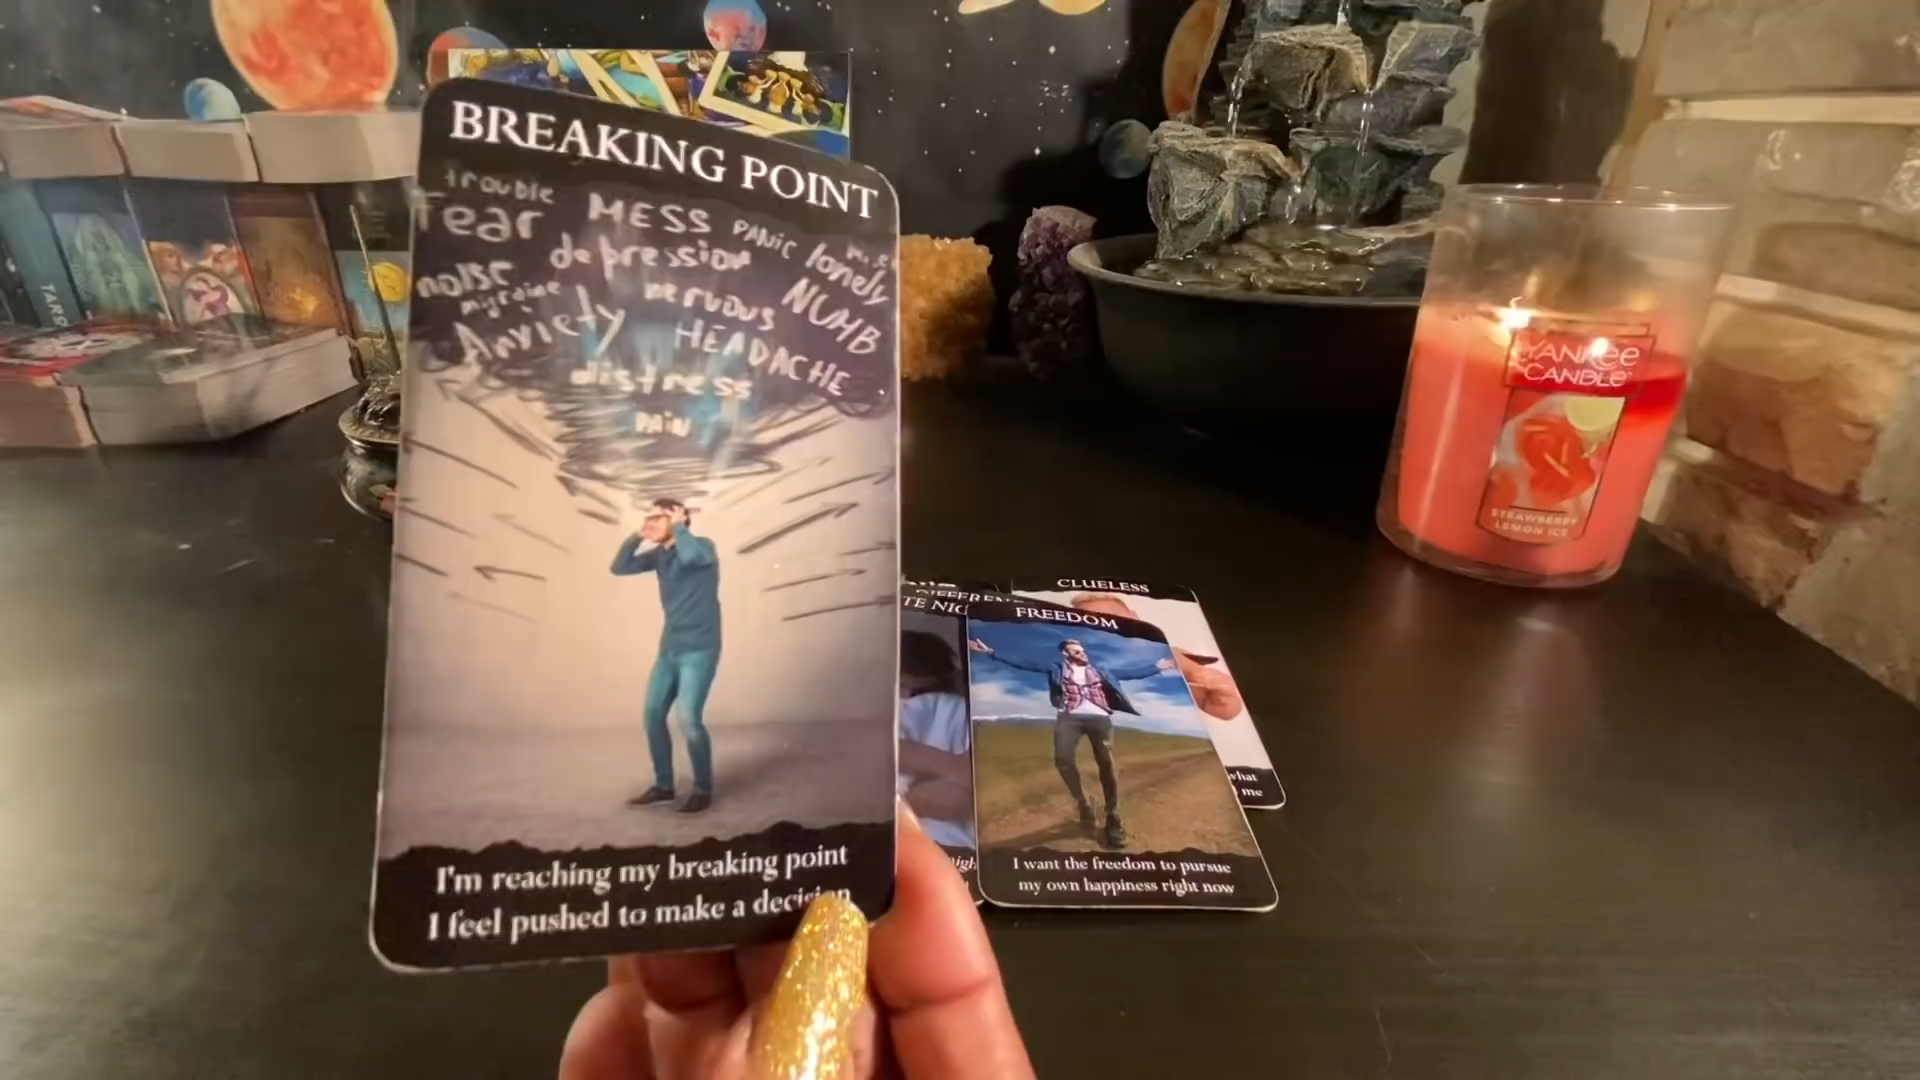 BREAKING POINT
trouble
fear
MESS
PANIC
lonely
depression
noise
migraine
nervous
NUMB
Anxiety
HEADACHE
distress
PAIN
I'm reaching my breaking point
I feel pushed to make a decision
CLUELESS
FREEDOM
I want the freedom to pursue
my own happiness right now
what
me
YANKEE
CANDLE
STRAWBERRY
LEMON ICE